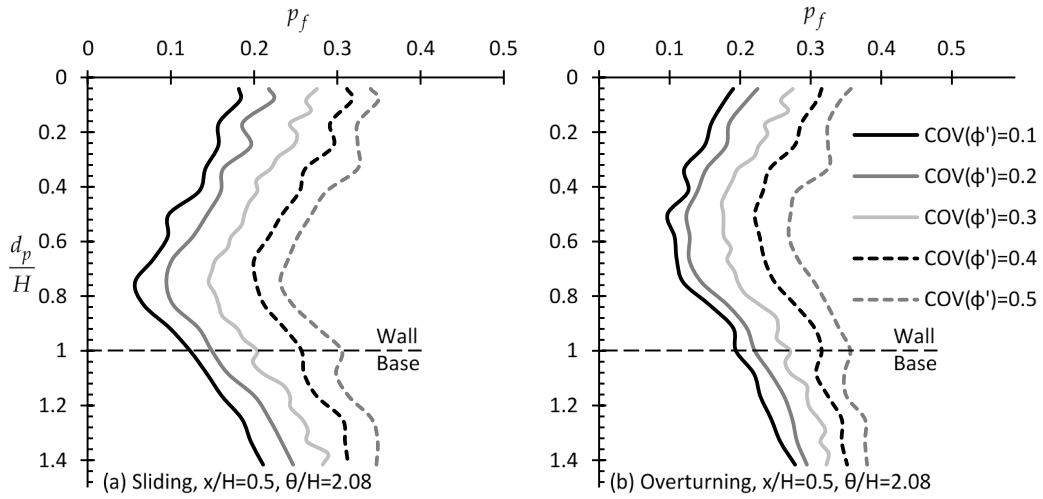 p_f
0 0.1 0.2 0.3 0.4 0.5
0
0.2
0.4
0.6
0.8
1
1.2
1.4
d_p
H
Wall
Base
(a) Sliding, x/H=0.5, θ/H=2.08
p_f
0 0.1 0.2 0.3 0.4 0.5
0
0.2
0.4
0.6
0.8
1
1.2
1.4
COV(ϕ')=0.1
COV(ϕ')=0.2
COV(ϕ')=0.3
COV(ϕ')=0.4
COV(ϕ')=0.5
Wall
Base
(b) Overturning, x/H=0.5, θ/H=2.08